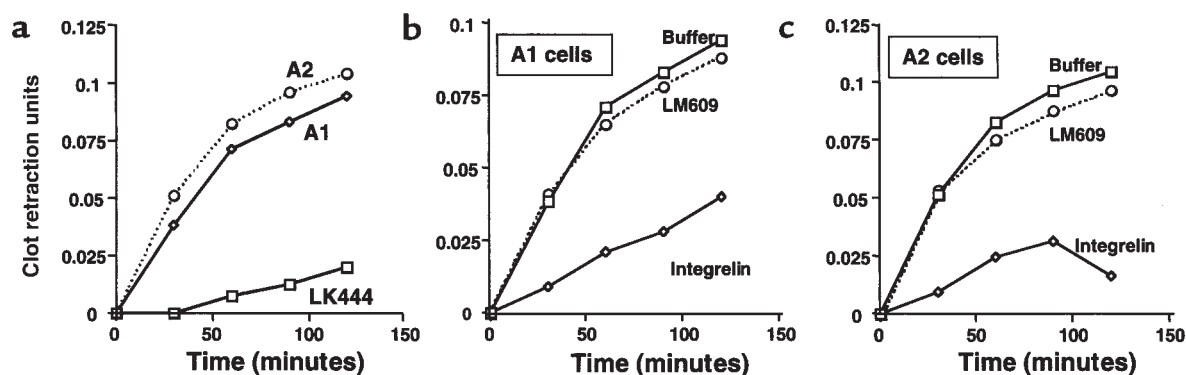 a
0.125
0.1
0.075
0.05
0.025
0
Clot retraction units
A2
A1
LK444
0 50 100 150
Time (minutes)
b
0.1
0.075
0.05
0.025
0
A1 cells
Buffer
LM609
Integrelin
0 50 100 150
Time (minutes)
c
0.125
0.1
0.075
0.05
0.025
0
A2 cells
Buffer
LM609
Integrelin
0 50 100 150
Time (minutes)